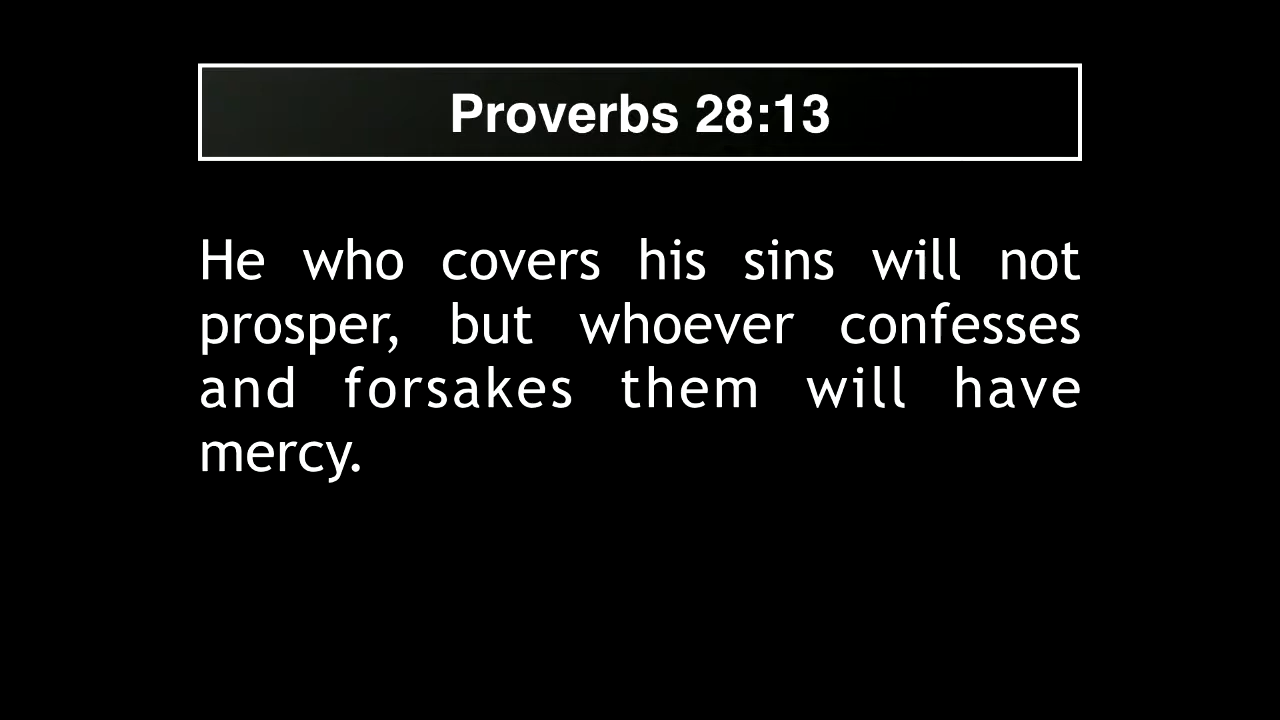 Proverbs 28:13
He who covers his sins will not
prosper, but whoever confesses
and forsakes them will have
mercy.